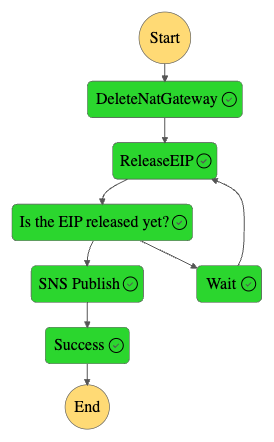 Start
DeleteNatGateway
ReleaseEIP
Is the EIP released yet?
SNS Publish
Wait
Success
End